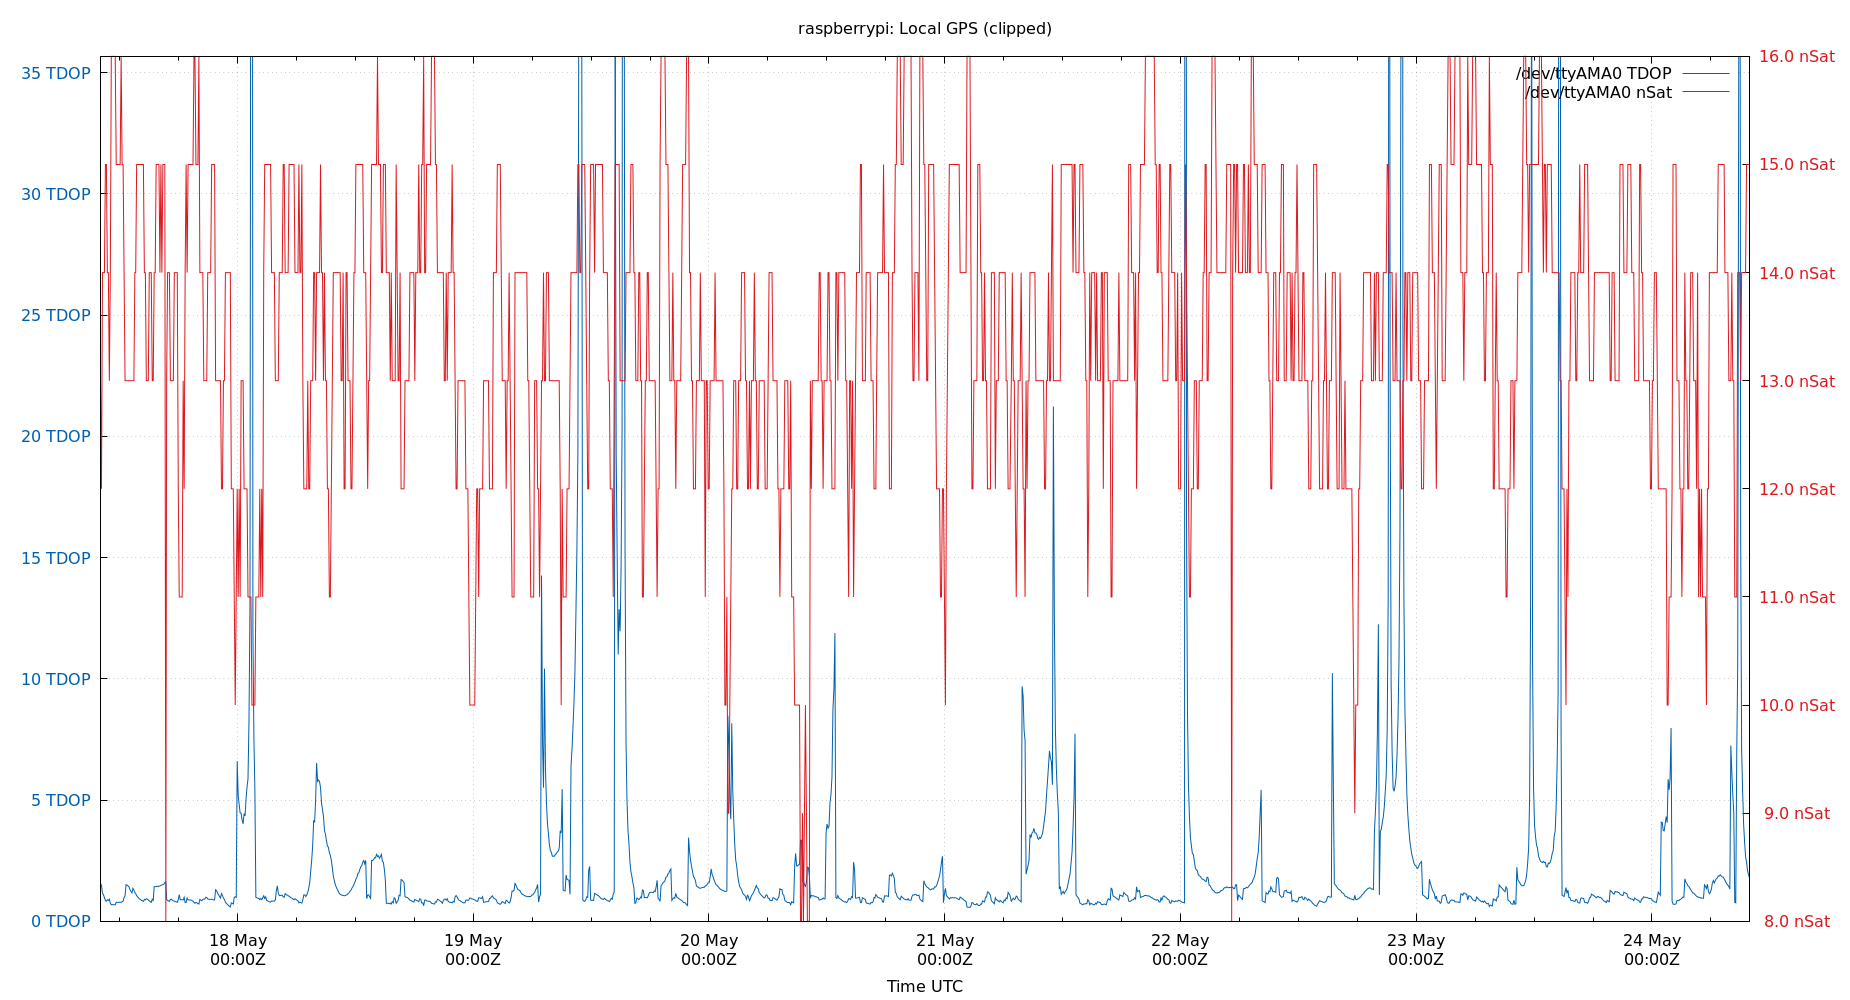 raspberrypi: Local GPS (clipped)
35 TDOP
30 TDOP
25 TDOP
20 TDOP
15 TDOP
10 TDOP
5 TDOP
0 TDOP
16.0 nSat
15.0 nSat
14.0 nSat
13.0 nSat
12.0 nSat
11.0 nSat
10.0 nSat
9.0 nSat
8.0 nSat
/dev/ttyAMA0 TDOP
/dev/ttyAMA0 nSat
18 May
00:00Z
19 May
00:00Z
20 May
00:00Z
21 May
00:00Z
22 May
00:00Z
23 May
00:00Z
24 May
00:00Z
Time UTC